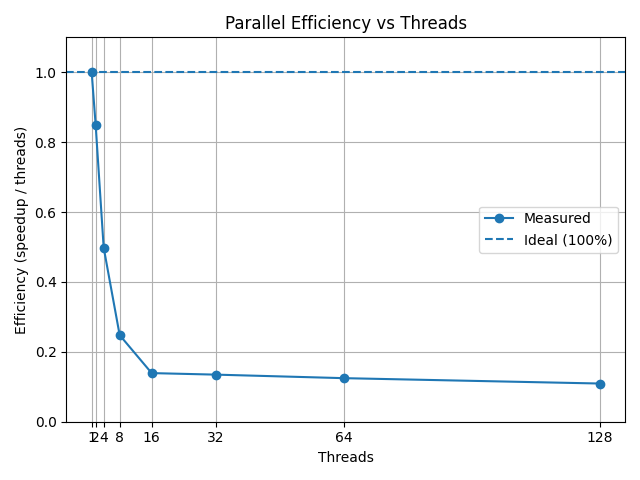 Parallel Efficiency vs Threads
Efficiency (speedup / threads)
1.0
0.8
0.6
0.4
0.2
0.0
Measured
Ideal (100%)
1 2 4 8 16 32 64 128
Threads